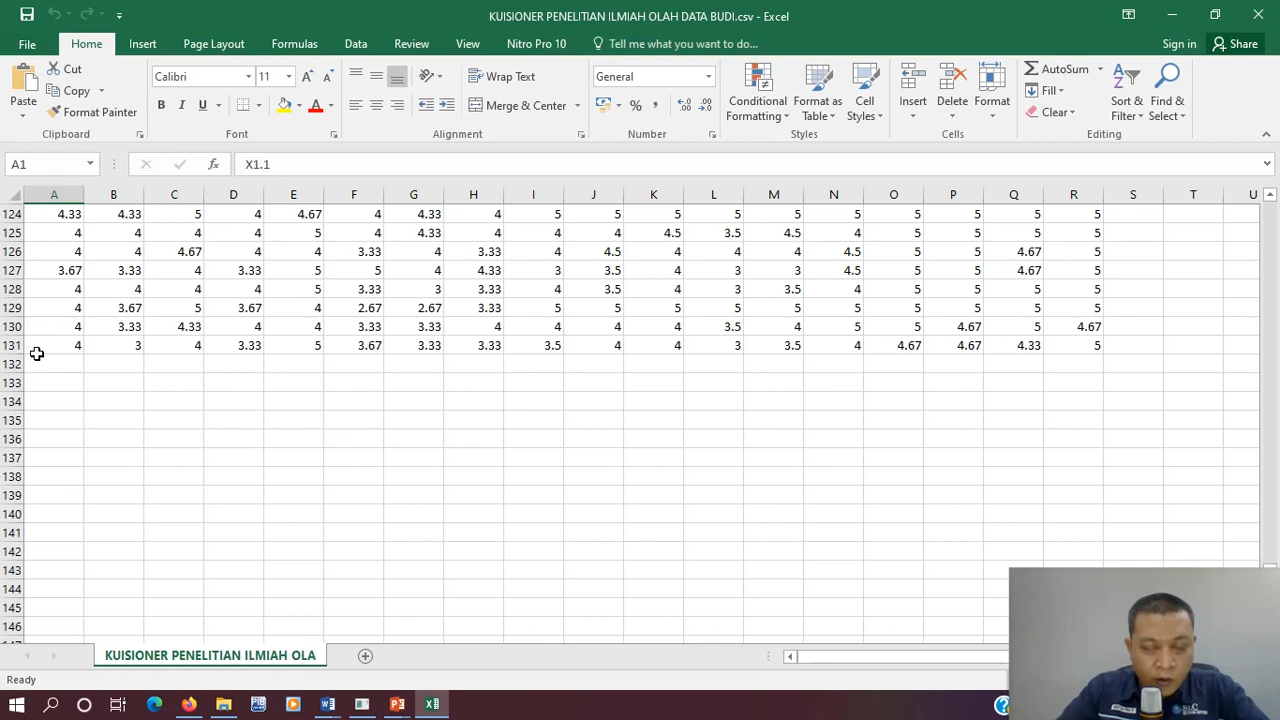 KUISIONER PENELITIAN ILMIAH OLAH DATA BUDI.csv - Excel
File Home Insert Page Layout Formulas Data Review View Nitro Pro 10 Tell me what you want to do... Sign in Share
Paste Cut Copy Format Painter Clipboard
Calibri 11 B I U A A A Font
Wrap Text Merge & Center Alignment
General % , Number
Conditional Formatting Format as Table Cell Styles Styles
Insert Delete Format Cells
AutoSum Fill Clear Sort & Filter Find & Select Editing
A1 fx X1.1
A B C D E F G H I J K L M N O P Q R S T U
124 4.33 4.33 5 4 4.67 4 4.33 4 5 5 5 5 5 5 5 5 5 5
125 4 4 4 4 5 4 4.33 4 4 4 4.5 3.5 4.5 4 5 5 5 5
126 4 4 4.67 4 4 3.33 4 3.33 4 4.5 4 4 4 4.5 5 5 4.67 5
127 3.67 3.33 4 3.33 5 5 4 4.33 3 3.5 4 3 3 4.5 5 5 4.67 5
128 4 4 4 4 5 3.33 3 3.33 4 3.5 4 3 3.5 4 5 5 5 5
129 4 3.67 5 3.67 4 2.67 2.67 3.33 5 5 5 5 5 5 5 5 5 5
130 4 3.33 4.33 4 4 3.33 3.33 4 4 4 4 3.5 4 5 5 4.67 5 4.67
131 4 3 4 3.33 5 3.67 3.33 3.33 3.5 4 4 3 3.5 4 4.67 4.67 4.33 5
132
133
134
135
136
137
138
139
140
141
142
143
144
145
146
KUISIONER PENELITIAN ILMIAH OLA
Ready